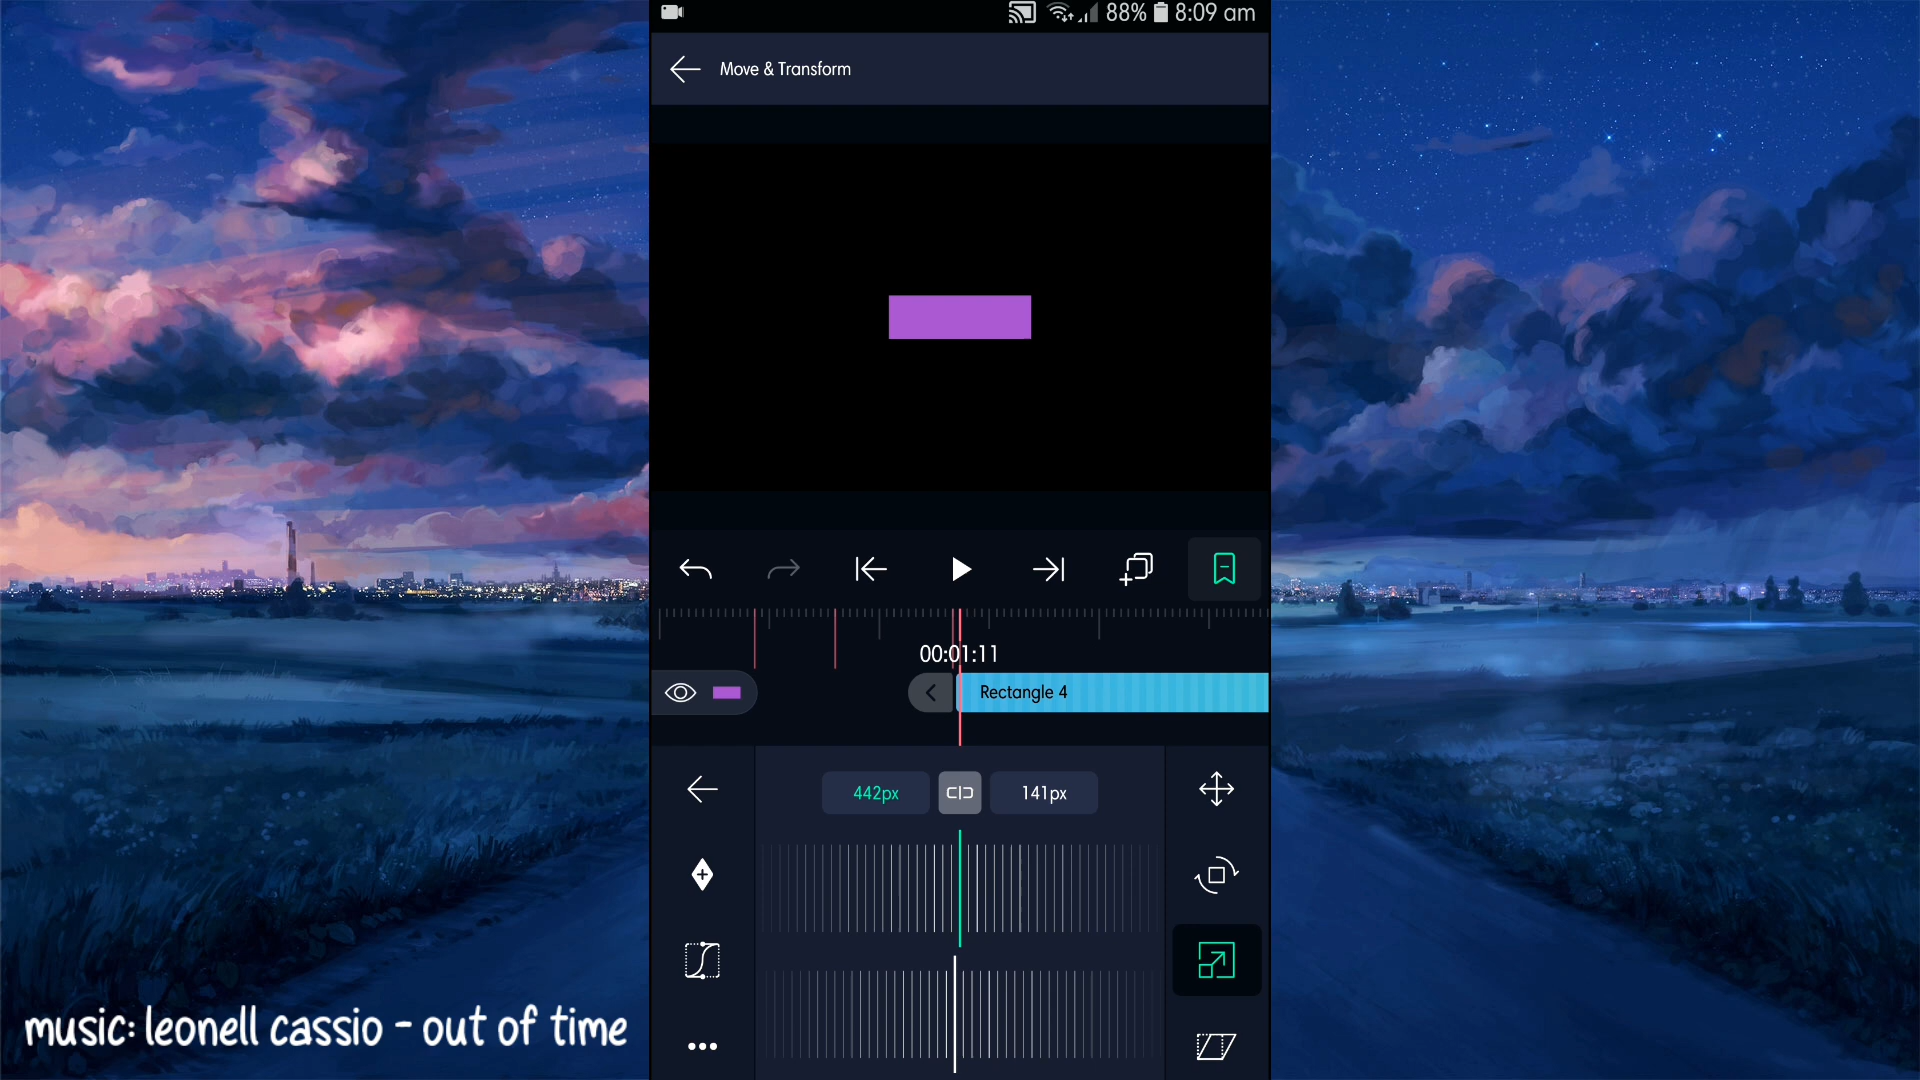 88% 8:09 am
Move & Transform
00:01:11
Rectangle 4
442px 141px
music: leonell cassio - out of time